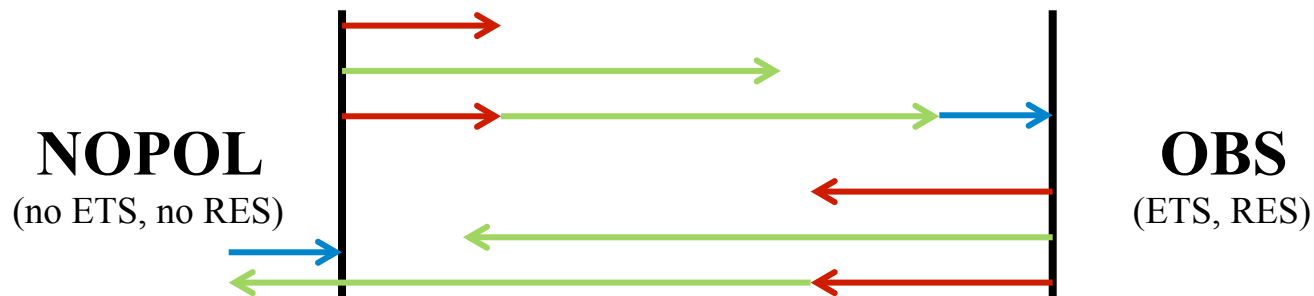 NOPOL
(no ETS, no RES)
OBS
(ETS, RES)